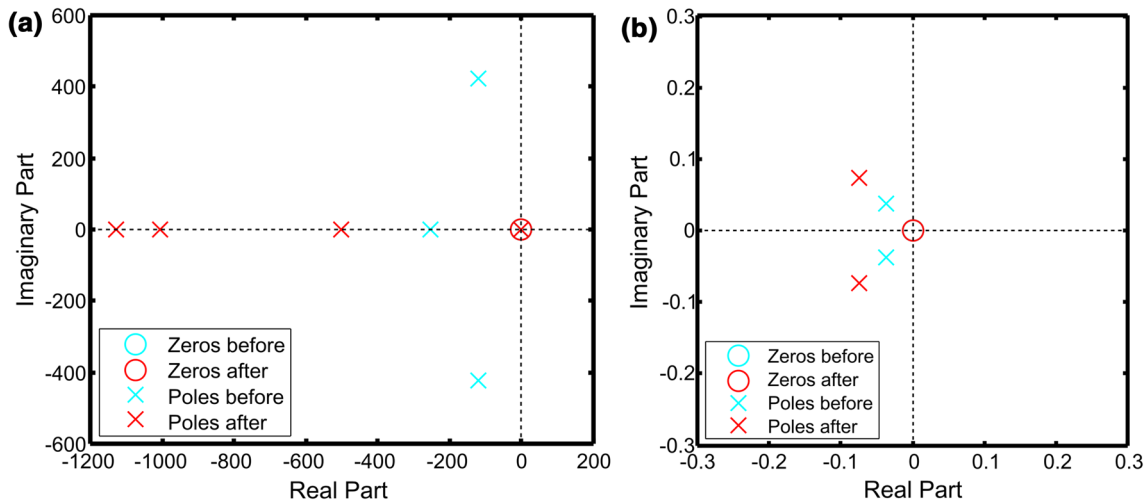 (a)
600
400
200
0
-200
-400
-600
Imaginary Part
Zeros before
Zeros after
Poles before
Poles after
-1200 -1000 -800 -600 -400 -200 0 200
Real Part
(b)
0.3
0.2
0.1
0
-0.1
-0.2
-0.3
Imaginary Part
Zeros before
Zeros after
Poles before
Poles after
-0.3 -0.2 -0.1 0 0.1 0.2 0.3
Real Part